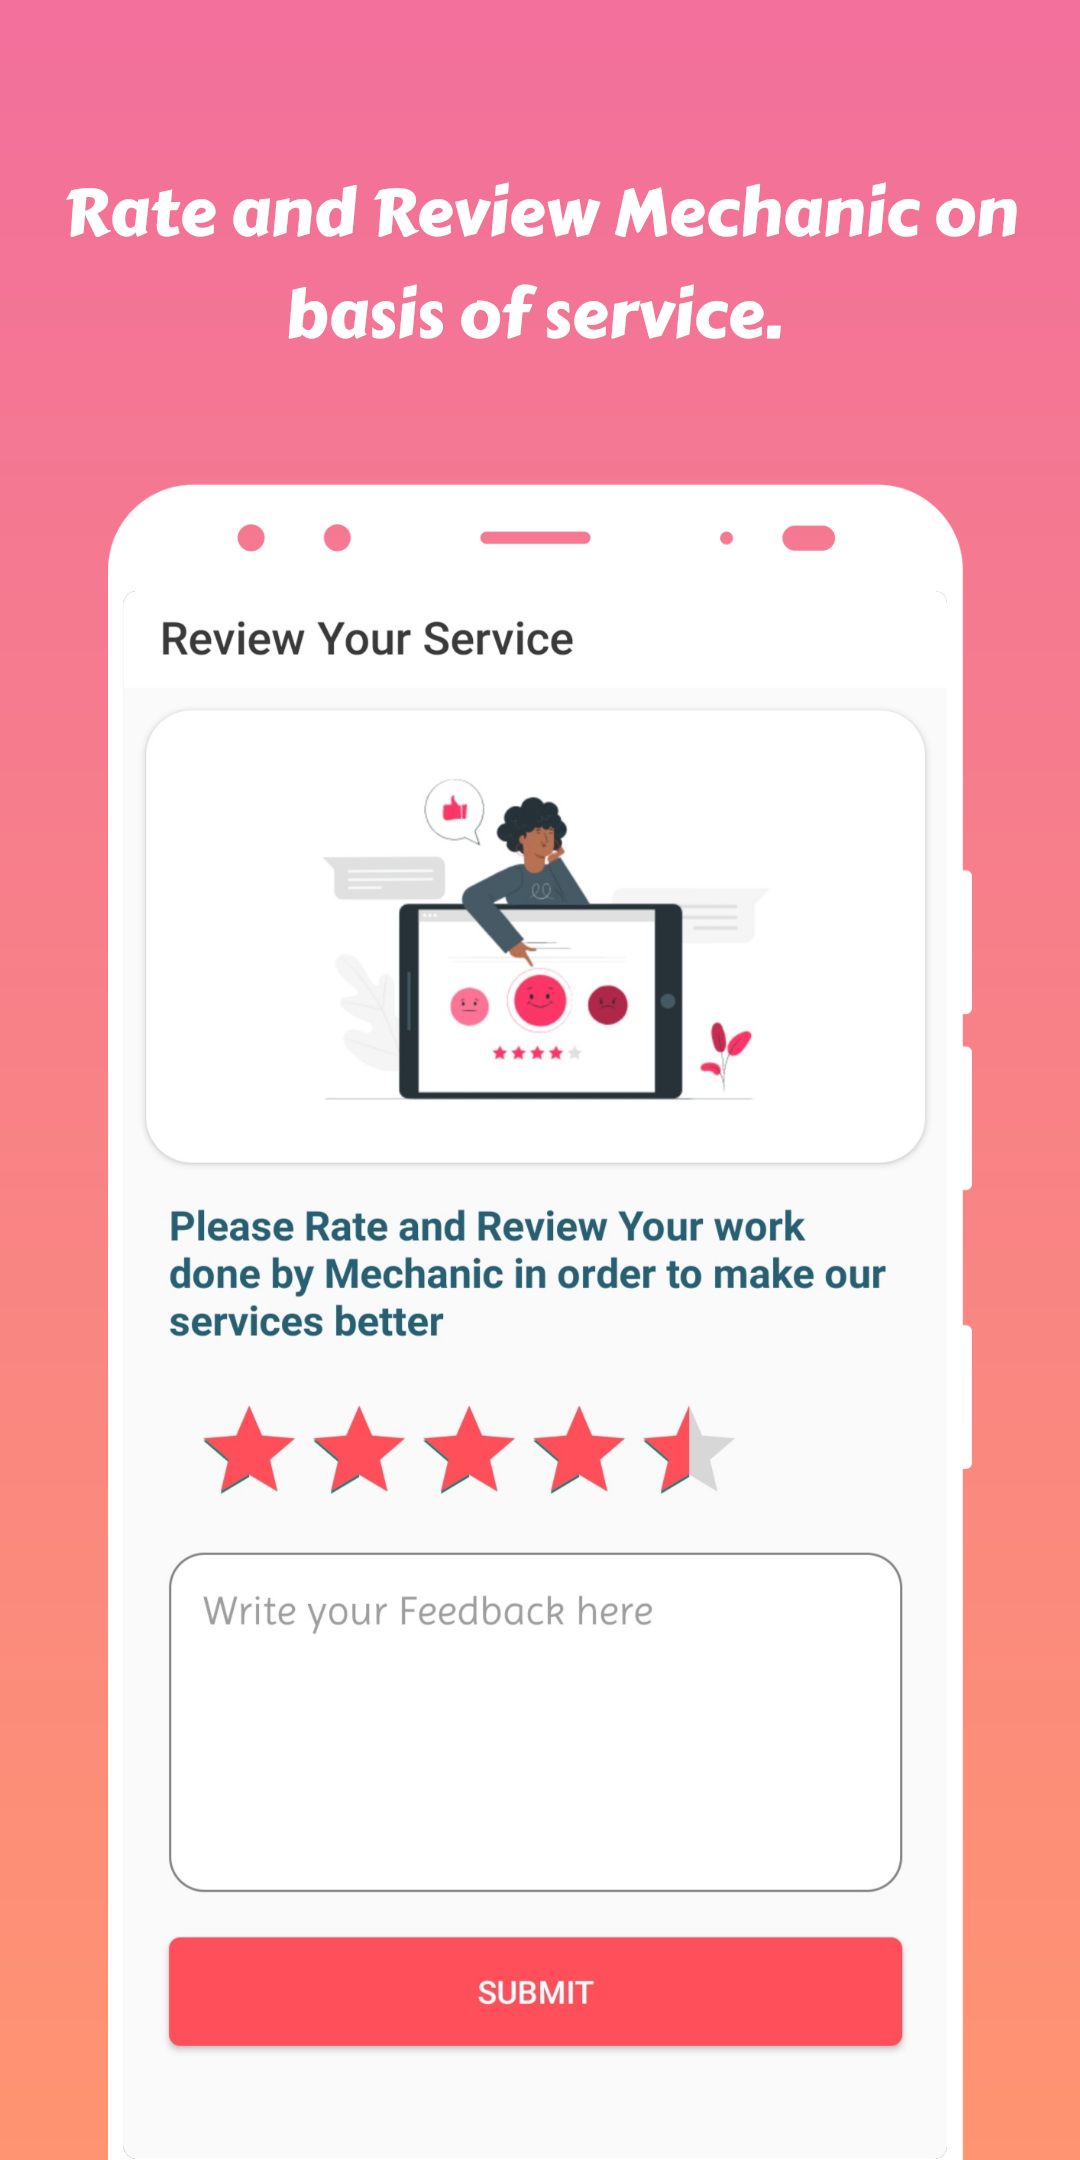 Rate and Review Mechanic on
basis of service.
Review Your Service
Please Rate and Review Your work
done by Mechanic in order to make our
services better
Write your Feedback here
SUBMIT